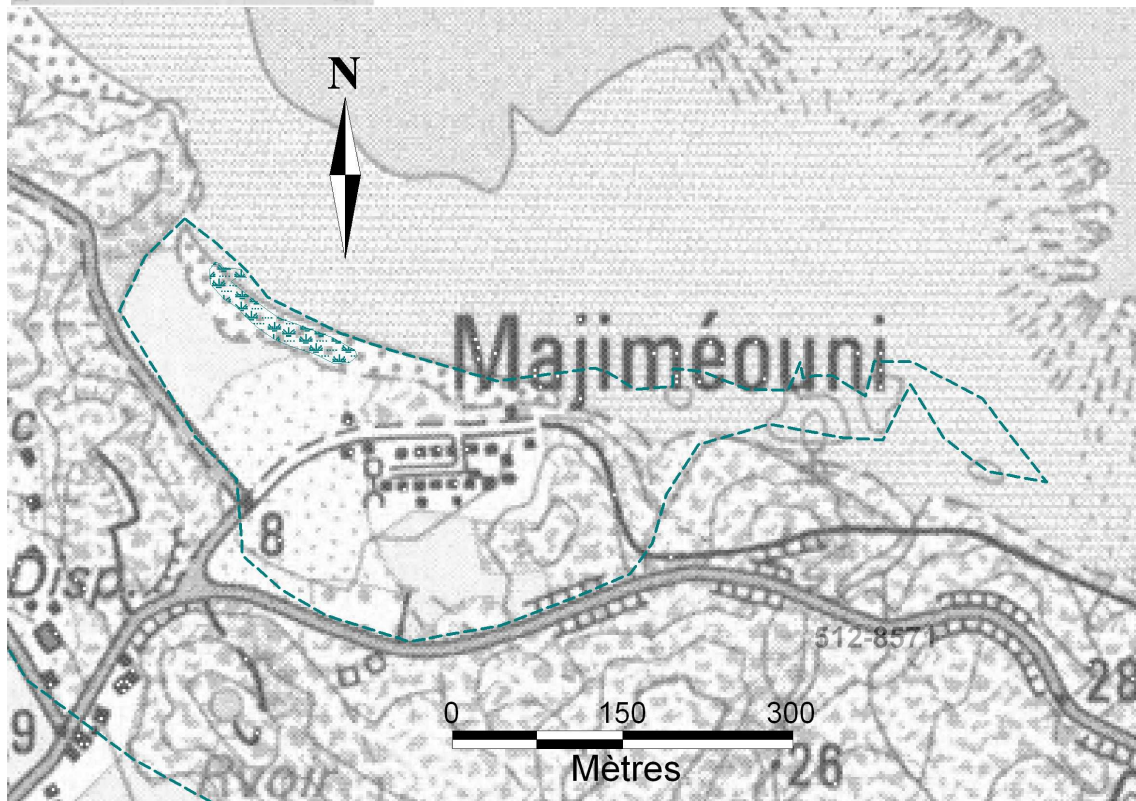 N
Majiméouni
c
8
Disp.
512-8571
28
9
0 150 300
Mètres
Rvoir
26